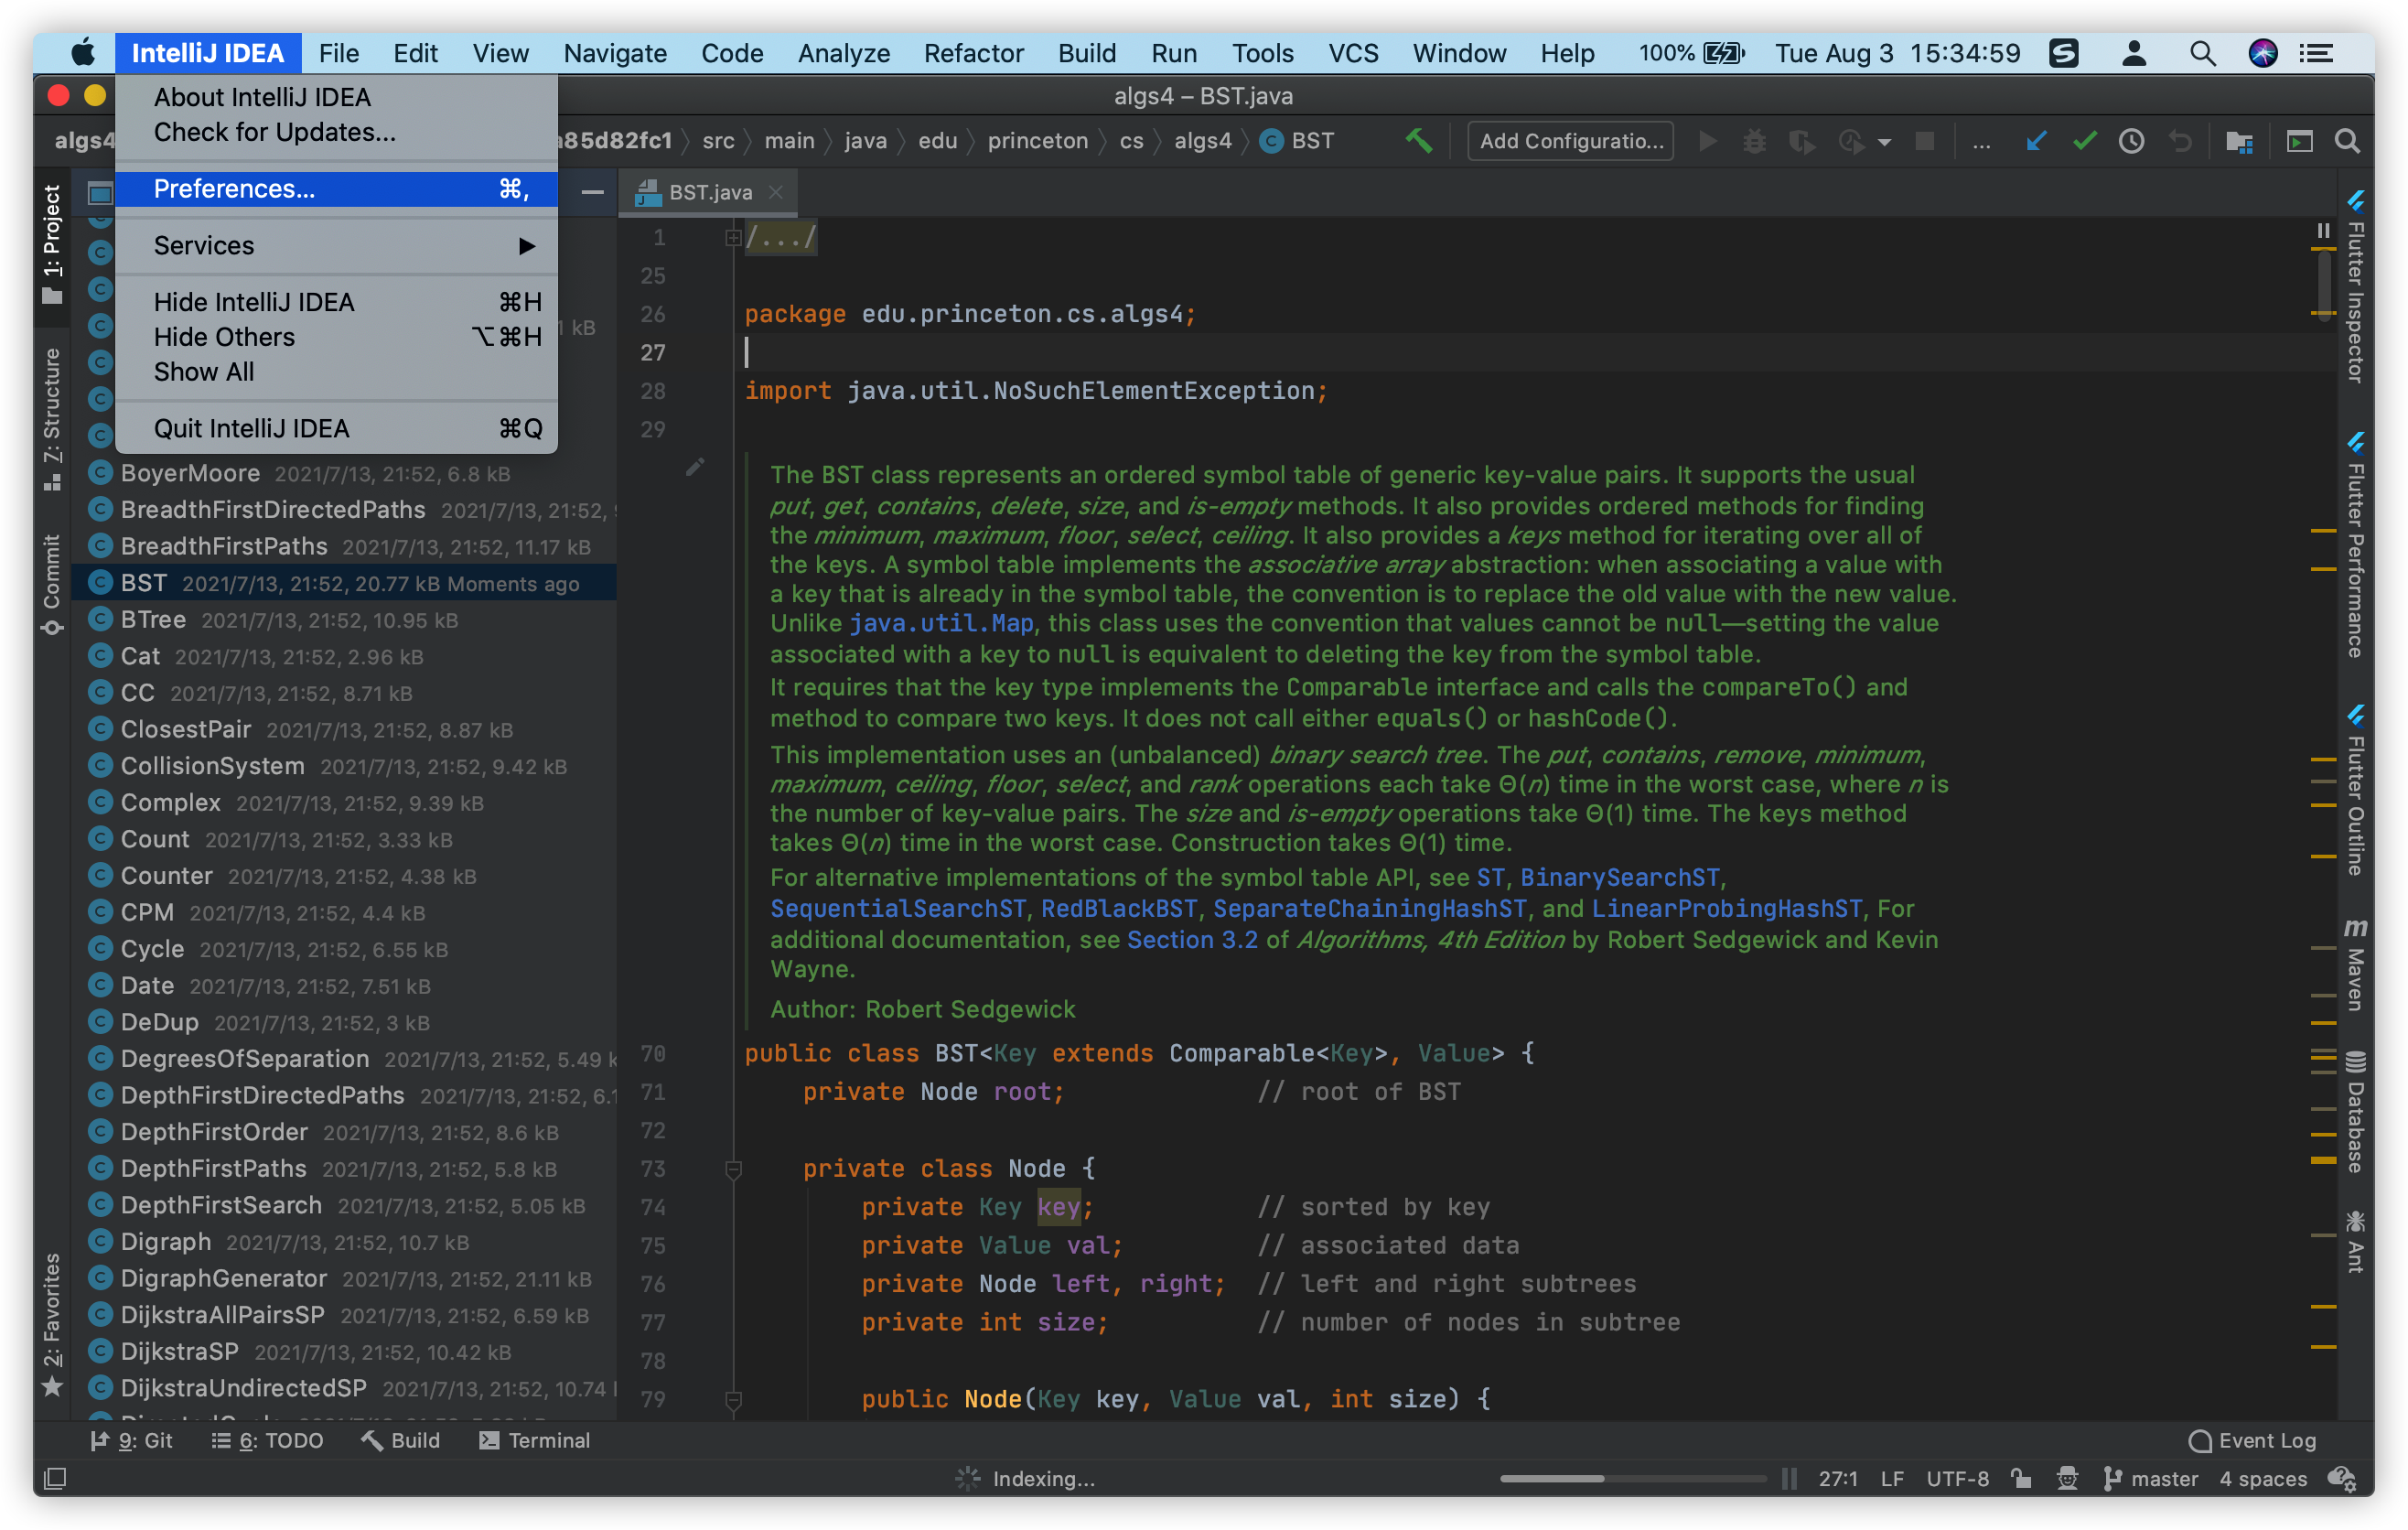 IntelliJ IDEA File Edit View Navigate Code Analyze Refactor Build Run Tools VCS Window Help 100% Tue Aug 3 15:34:59
algs4 – BST.java
About IntelliJ IDEA
Check for Updates...
Preferences... ⌘,
Services ▶
Hide IntelliJ IDEA ⌘H
Hide Others ⌥⌘H
Show All
Quit IntelliJ IDEA ⌘Q
algs4 a85d82fc1 〉 src 〉 main 〉 java 〉 edu 〉 princeton 〉 cs 〉 algs4 〉 BST Add Configuratio... ...
1: Project
Z: Structure
Commit
2: Favorites
1 kB
BoyerMoore 2021/7/13, 21:52, 6.8 kB
BreadthFirstDirectedPaths 2021/7/13, 21:52,
BreadthFirstPaths 2021/7/13, 21:52, 11.17 kB
BST 2021/7/13, 21:52, 20.77 kB Moments ago
BTree 2021/7/13, 21:52, 10.95 kB
Cat 2021/7/13, 21:52, 2.96 kB
CC 2021/7/13, 21:52, 8.71 kB
ClosestPair 2021/7/13, 21:52, 8.87 kB
CollisionSystem 2021/7/13, 21:52, 9.42 kB
Complex 2021/7/13, 21:52, 9.39 kB
Count 2021/7/13, 21:52, 3.33 kB
Counter 2021/7/13, 21:52, 4.38 kB
CPM 2021/7/13, 21:52, 4.4 kB
Cycle 2021/7/13, 21:52, 6.55 kB
Date 2021/7/13, 21:52, 7.51 kB
DeDup 2021/7/13, 21:52, 3 kB
DegreesOfSeparation 2021/7/13, 21:52, 5.49 k
DepthFirstDirectedPaths 2021/7/13, 21:52, 6.1
DepthFirstOrder 2021/7/13, 21:52, 8.6 kB
DepthFirstPaths 2021/7/13, 21:52, 5.8 kB
DepthFirstSearch 2021/7/13, 21:52, 5.05 kB
Digraph 2021/7/13, 21:52, 10.7 kB
DigraphGenerator 2021/7/13, 21:52, 21.11 kB
DijkstraAllPairsSP 2021/7/13, 21:52, 6.59 kB
DijkstraSP 2021/7/13, 21:52, 10.42 kB
DijkstraUndirectedSP 2021/7/13, 21:52, 10.74
BST.java
1 /.../
25
26 package edu.princeton.cs.algs4;
27
28 import java.util.NoSuchElementException;
29
The BST class represents an ordered symbol table of generic key-value pairs. It supports the usual
put, get, contains, delete, size, and is-empty methods. It also provides ordered methods for finding
the minimum, maximum, floor, select, ceiling. It also provides a keys method for iterating over all of
the keys. A symbol table implements the associative array abstraction: when associating a value with
a key that is already in the symbol table, the convention is to replace the old value with the new value.
Unlike java.util.Map, this class uses the convention that values cannot be null—setting the value
associated with a key to null is equivalent to deleting the key from the symbol table.
It requires that the key type implements the Comparable interface and calls the compareTo() and
method to compare two keys. It does not call either equals() or hashCode().
This implementation uses an (unbalanced) binary search tree. The put, contains, remove, minimum,
maximum, ceiling, floor, select, and rank operations each take Θ(n) time in the worst case, where n is
the number of key-value pairs. The size and is-empty operations take Θ(1) time. The keys method
takes Θ(n) time in the worst case. Construction takes Θ(1) time.
For alternative implementations of the symbol table API, see ST, BinarySearchST,
SequentialSearchST, RedBlackBST, SeparateChainingHashST, and LinearProbingHashST, For
additional documentation, see Section 3.2 of Algorithms, 4th Edition by Robert Sedgewick and Kevin
Wayne.
Author: Robert Sedgewick
70 public class BST<Key extends Comparable<Key>, Value> {
71 private Node root; // root of BST
72
73 private class Node {
74 private Key key; // sorted by key
75 private Value val; // associated data
76 private Node left, right; // left and right subtrees
77 private int size; // number of nodes in subtree
78
79 public Node(Key key, Value val, int size) {
Flutter Inspector
Flutter Performance
Flutter Outline
m Maven
Database
Ant
9: Git 6: TODO Build Terminal Event Log
Indexing... 27:1 LF UTF-8 master 4 spaces